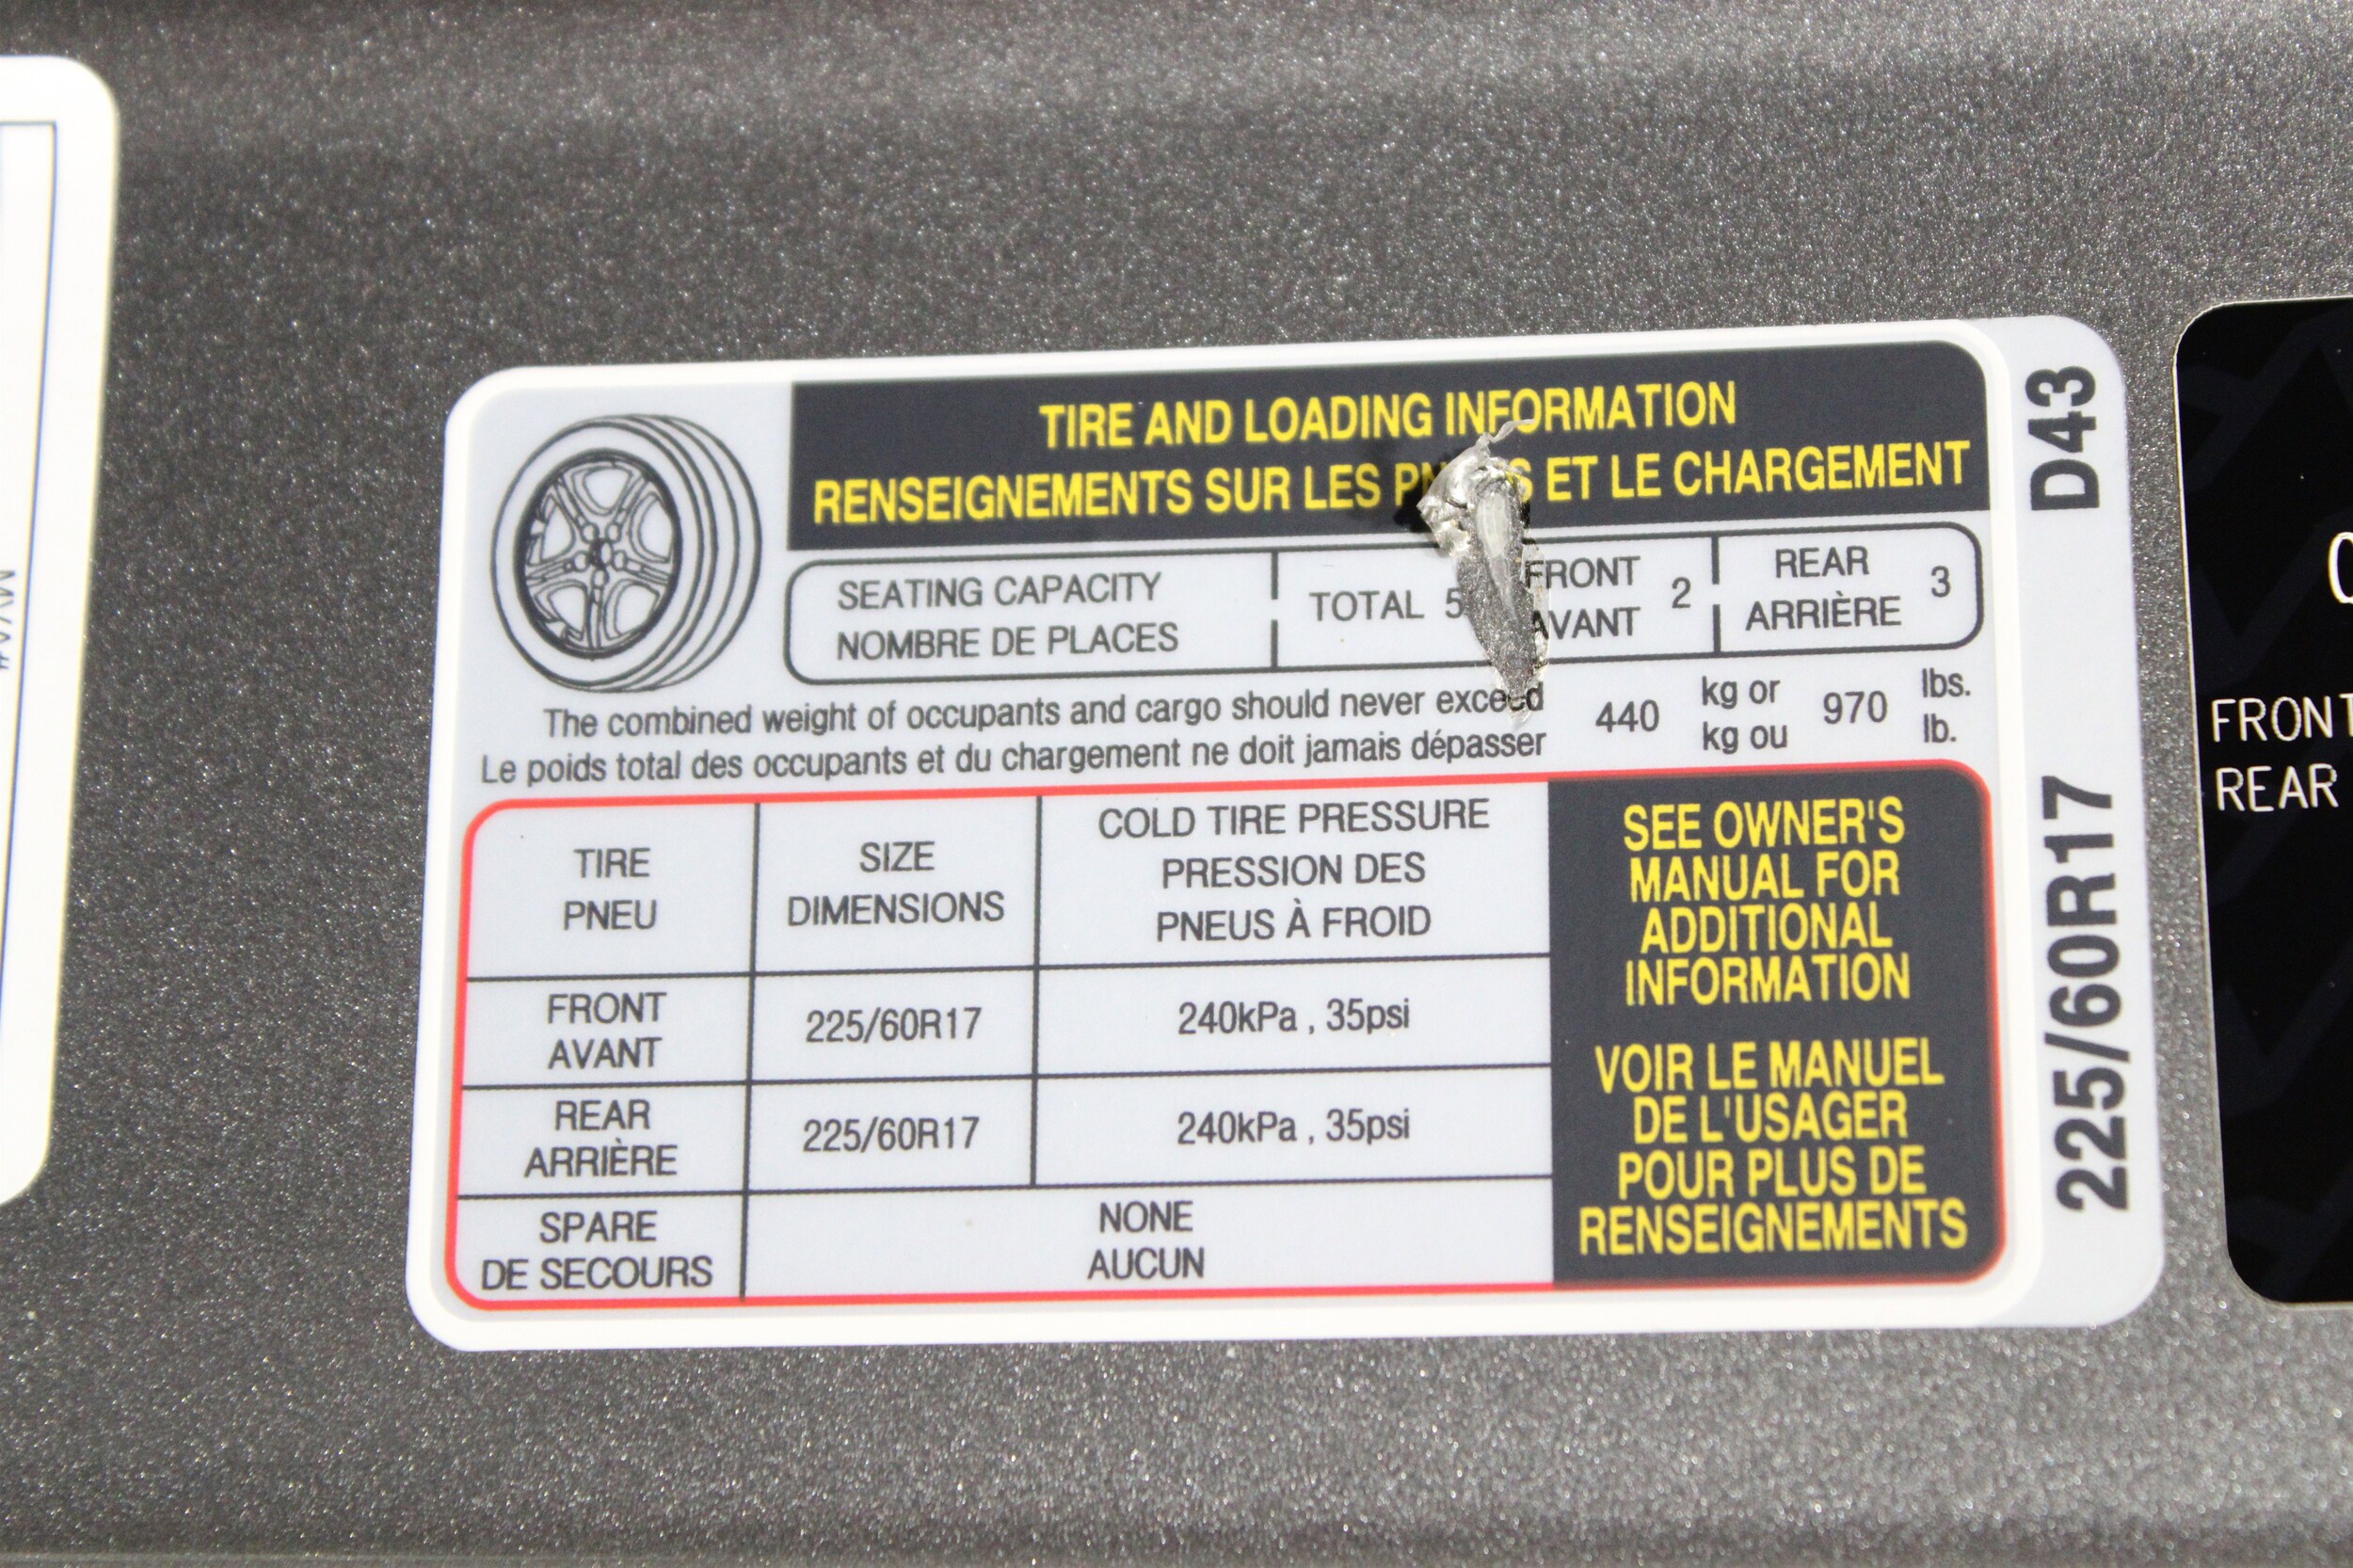 TIRE AND LOADING INFORMATION
RENSEIGNEMENTS SUR LES ET LE CHARGEMENT
SEATING CAPACITY
NOMBRE DE PLACES
TOTAL 5
FRONT
AVANT
2
REAR
ARRIÈRE
3
The combined weight of occupants and cargo should never exceed
Le poids total des occupants et du chargement ne doit jamais dépasser
440
kg or
kg ou
970
lbs.
lb.
TIRE
PNEU
SIZE
DIMENSIONS
COLD TIRE PRESSURE
PRESSION DES
PNEUS À FROID
FRONT
AVANT
225/60R17
240kPa , 35psi
REAR
ARRIÈRE
225/60R17
240kPa , 35psi
SPARE
DE SECOURS
NONE
AUCUN
SEE OWNER'S
MANUAL FOR
ADDITIONAL
INFORMATION
VOIR LE MANUEL
DE L'USAGER
POUR PLUS DE
RENSEIGNEMENTS
D43
225/60R17
FRONT
REAR